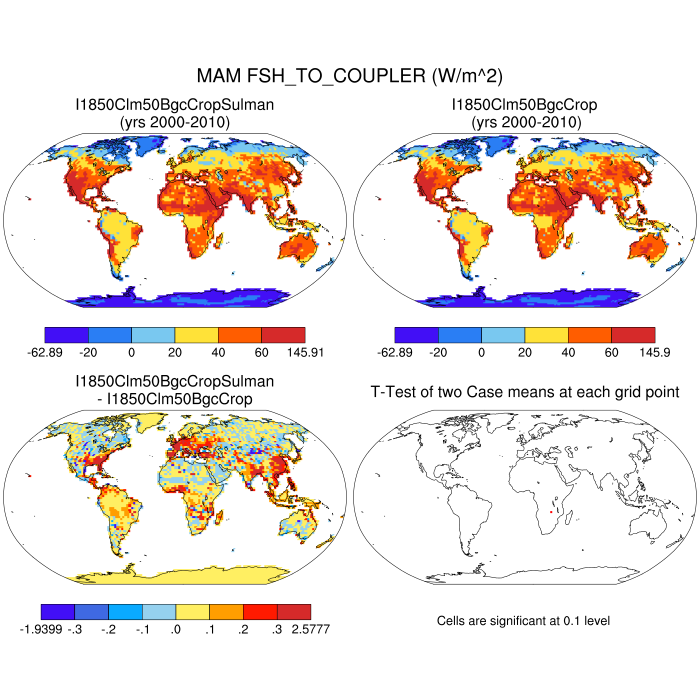 MAM FSH_TO_COUPLER (W/m^2)
I1850Clm50BgcCropSulman
(yrs 2000-2010)
I1850Clm50BgcCrop
(yrs 2000-2010)
-62.89 -20 0 20 40 60 145.91
-62.89 -20 0 20 40 60 145.9
I1850Clm50BgcCropSulman
- I1850Clm50BgcCrop
T-Test of two Case means at each grid point
-1.9399 -.3 -.2 -.1 .0 .1 .2 .3 2.5777
Cells are significant at 0.1 level